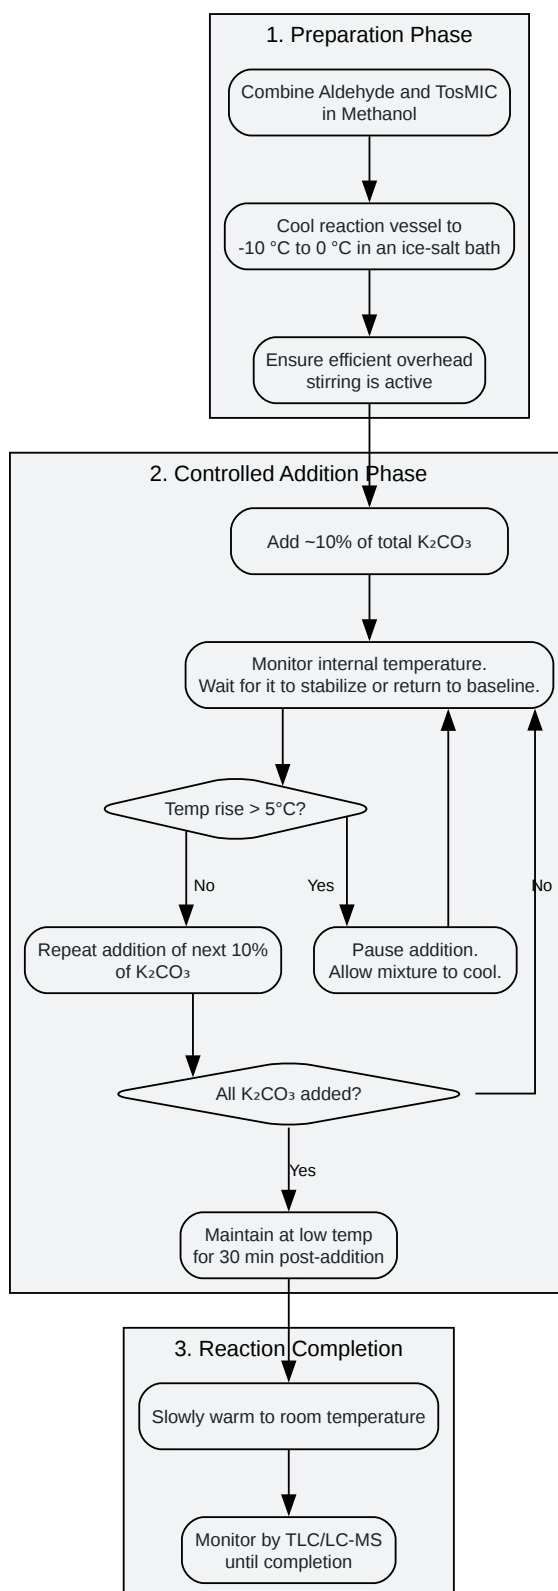 1. Preparation Phase
Combine Aldehyde and TosMIC
in Methanol
Cool reaction vessel to
-10 °C to 0 °C in an ice-salt bath
Ensure efficient overhead
stirring is active
2. Controlled Addition Phase
Add ~10% of total K₂CO₃
Monitor internal temperature.
Wait for it to stabilize or return to baseline.
Temp rise > 5°C?
No
Yes
No
Repeat addition of next 10%
of K₂CO₃
Pause addition.
Allow mixture to cool.
All K₂CO₃ added?
Yes
Maintain at low temp
for 30 min post-addition
3. Reaction Completion
Slowly warm to room temperature
Monitor by TLC/LC-MS
until completion